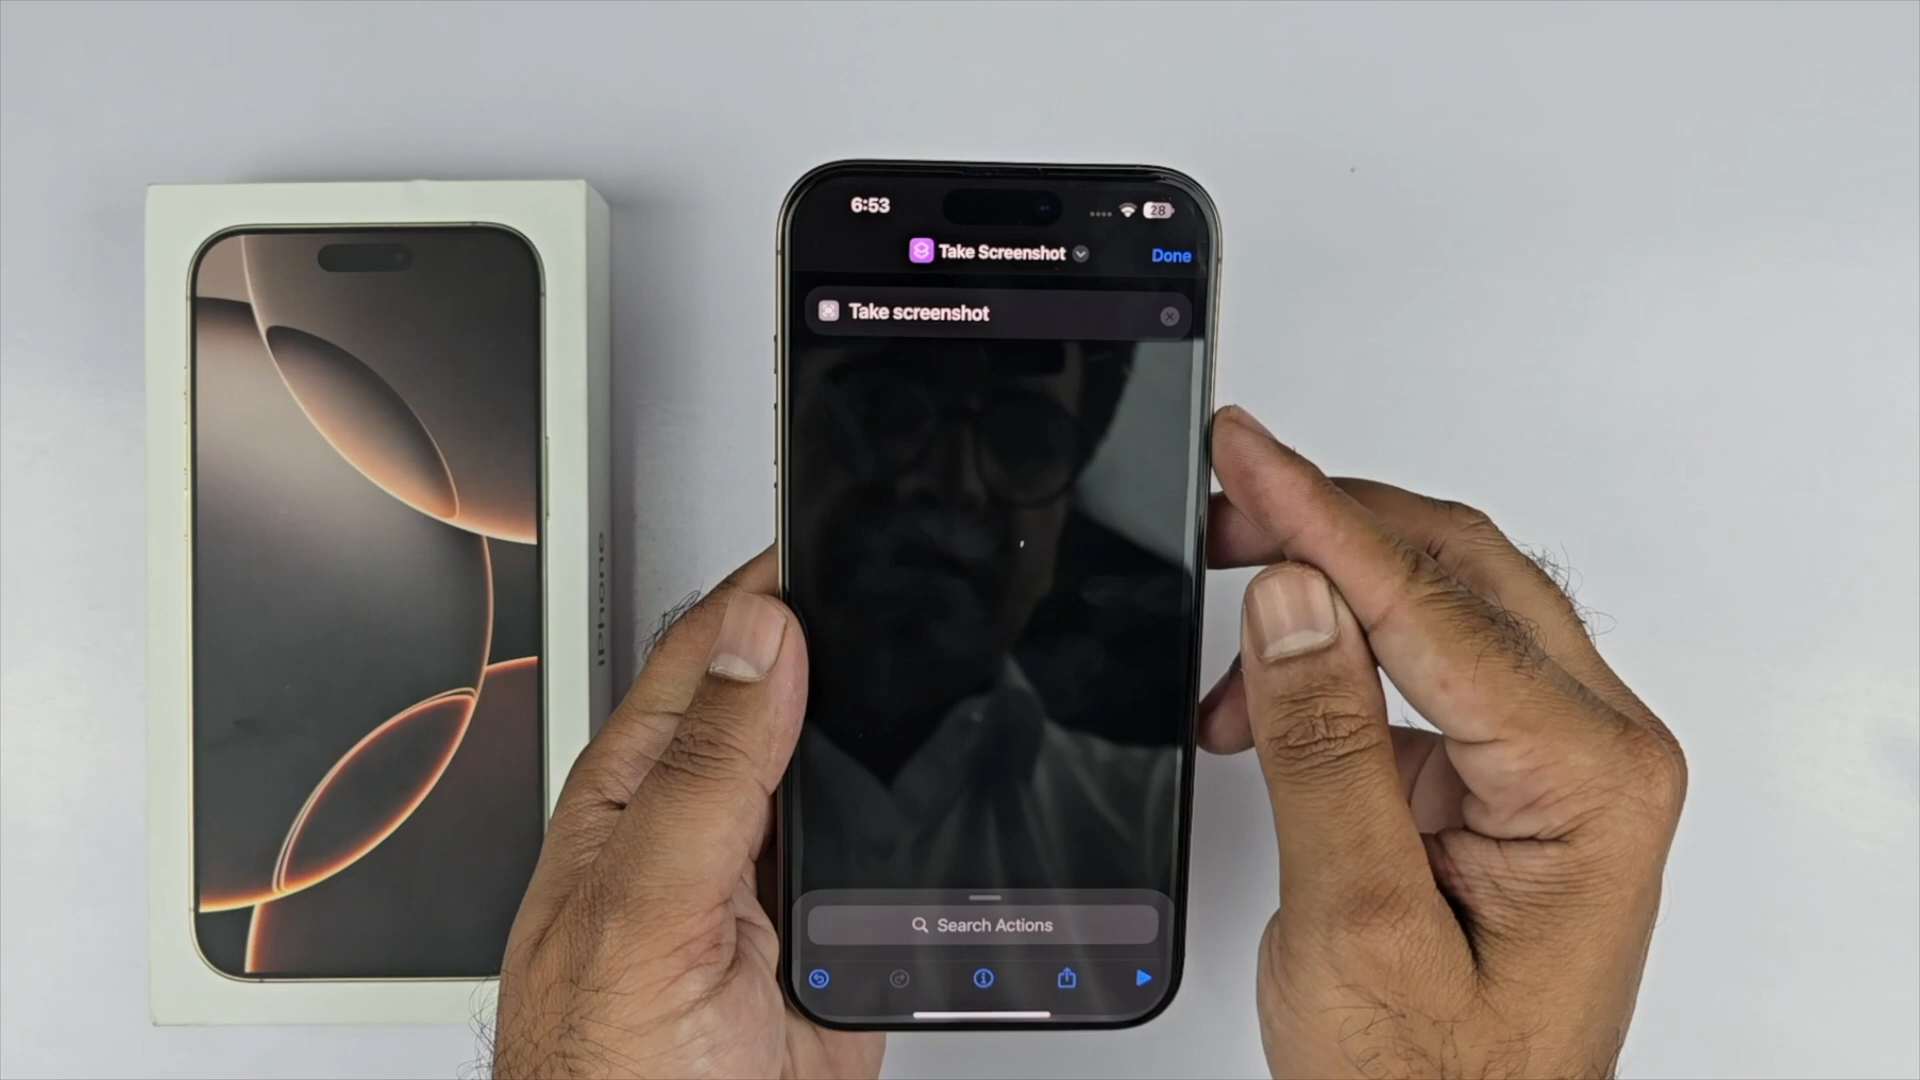 6:53
28
Take Screenshot
Done
Take screenshot
Search Actions
iPhone